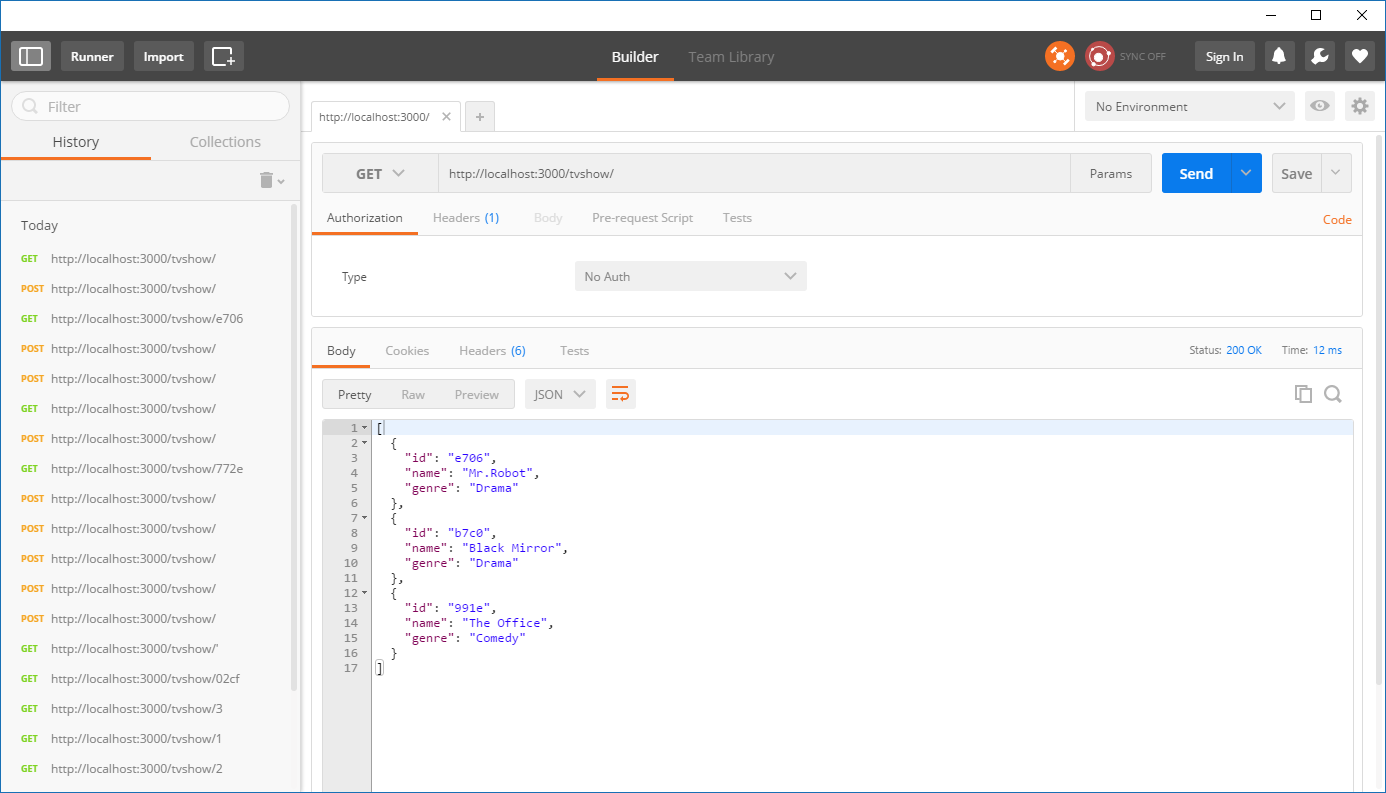 Runner Import Builder Team Library SYNC OFF Sign In
Filter
History Collections
Today
GET http://localhost:3000/tvshow/
POST http://localhost:3000/tvshow/
GET http://localhost:3000/tvshow/e706
POST http://localhost:3000/tvshow/
POST http://localhost:3000/tvshow/
GET http://localhost:3000/tvshow/
POST http://localhost:3000/tvshow/
GET http://localhost:3000/tvshow/772e
POST http://localhost:3000/tvshow/
POST http://localhost:3000/tvshow/
POST http://localhost:3000/tvshow/
POST http://localhost:3000/tvshow/
POST http://localhost:3000/tvshow/
GET http://localhost:3000/tvshow/'
GET http://localhost:3000/tvshow/02cf
GET http://localhost:3000/tvshow/3
GET http://localhost:3000/tvshow/1
GET http://localhost:3000/tvshow/2
http://localhost:3000/ No Environment
GET http://localhost:3000/tvshow/ Params Send Save
Authorization Headers (1) Body Pre-request Script Tests Code
Type No Auth
Body Cookies Headers (6) Tests Status: 200 OK Time: 12 ms
Pretty Raw Preview JSON
1 [
2 {
3 "id": "e706",
4 "name": "Mr.Robot",
5 "genre": "Drama"
6 },
7 {
8 "id": "b7c0",
9 "name": "Black Mirror",
10 "genre": "Drama"
11 },
12 {
13 "id": "991e",
14 "name": "The Office",
15 "genre": "Comedy"
16 }
17 ]